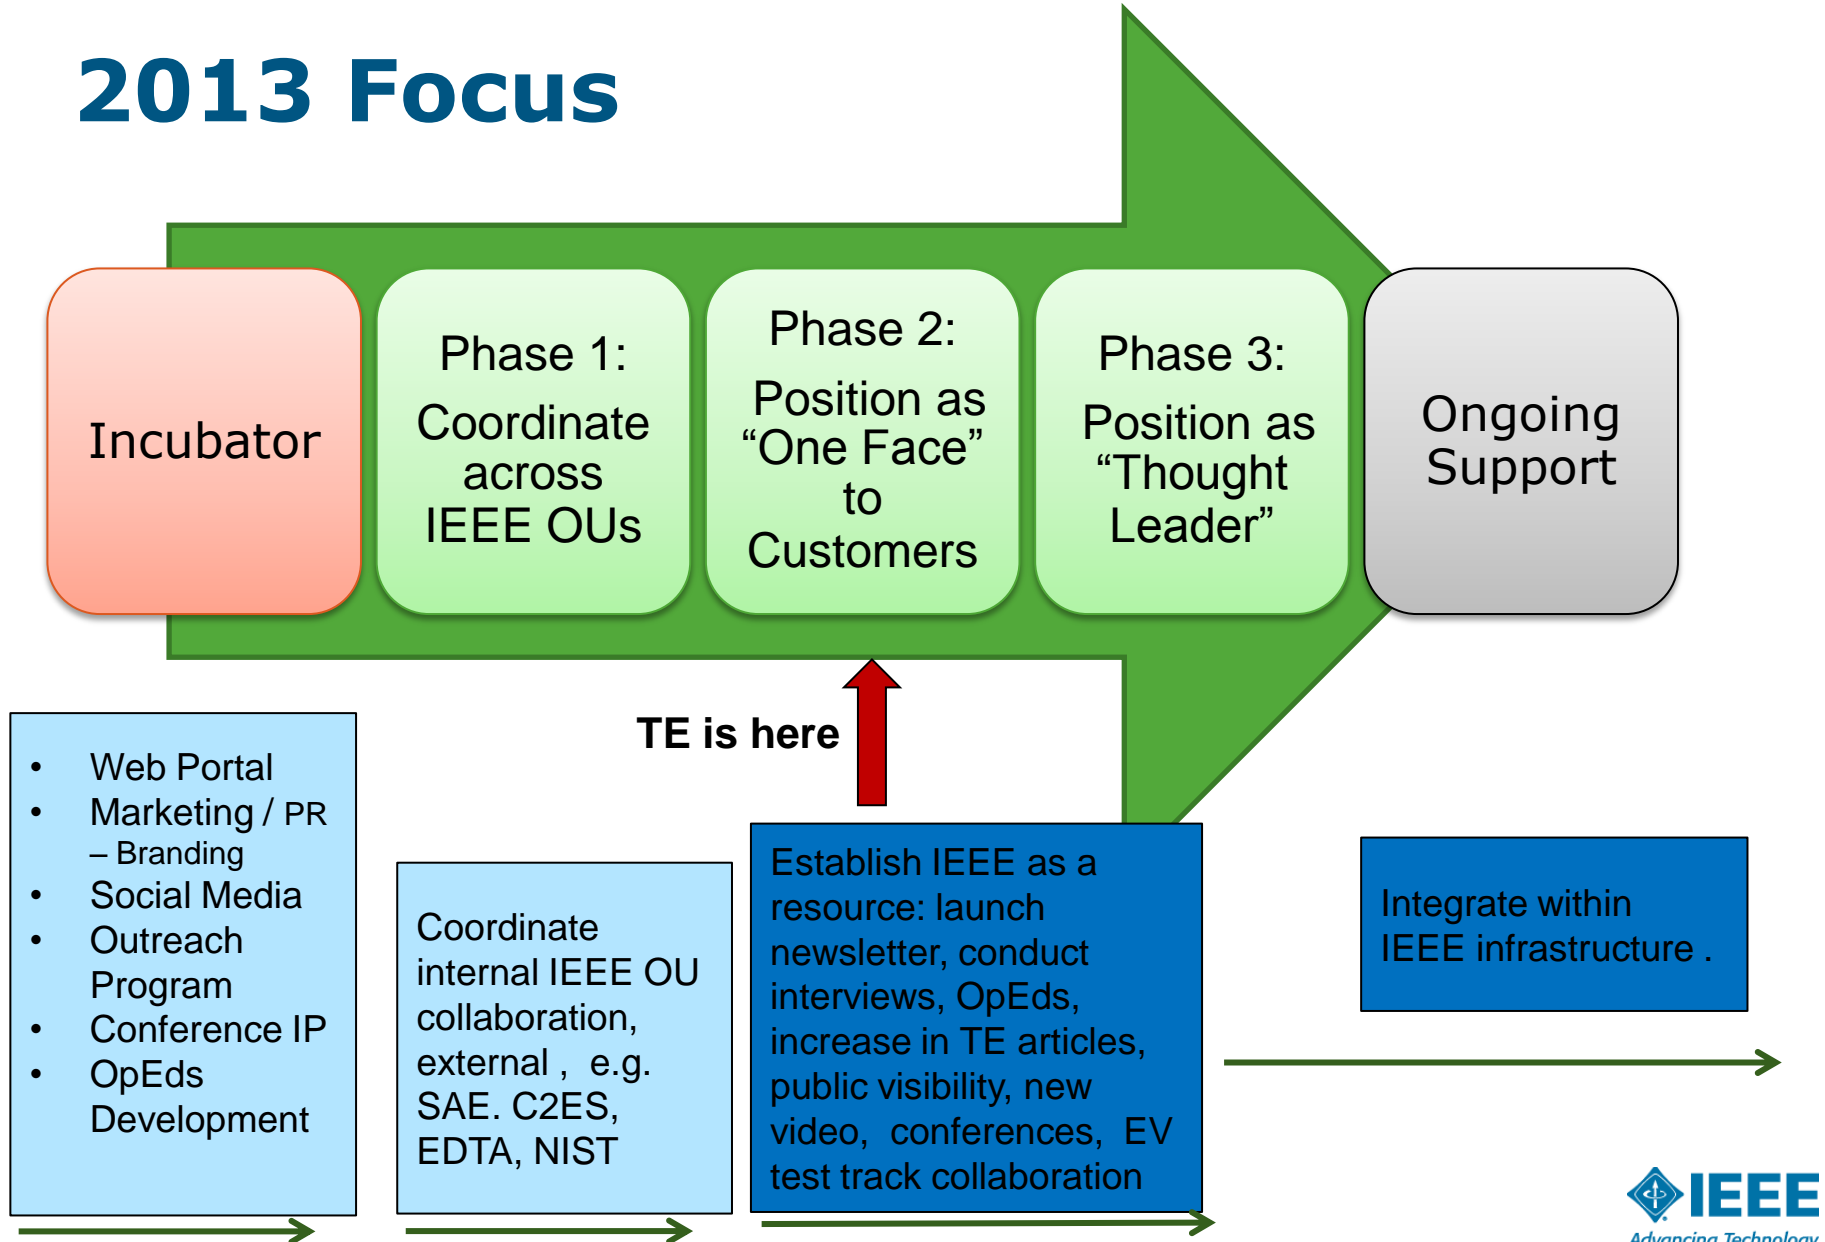 2013 Focus
Incubator
Phase 1:
Coordinate
across
IEEE OUs
Phase 2:
Position as
“One Face”
to
Customers
Phase 3:
Position as
“Thought
Leader”
Ongoing
Support
TE is here
• Web Portal
• Marketing / PR
– Branding
• Social Media
• Outreach
Program
• Conference IP
• OpEds
Development
Coordinate
internal IEEE OU
collaboration,
external , e.g.
SAE. C2ES,
EDTA, NIST
Establish IEEE as a
resource: launch
newsletter, conduct
interviews, OpEds,
increase in TE articles,
public visibility, new
video, conferences, EV
test track collaboration
Integrate within
IEEE infrastructure .
IEEE
Advancing Technology